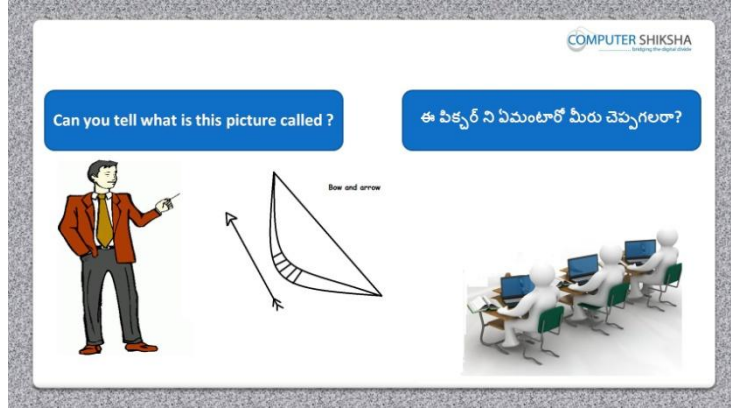 COMPUTER SHIKSHA
bridging the digital divide
Can you tell what is this picture called ?
ఈ పిక్చర్ ని ఏమంటారో మీరు చెప్పగలరా?
Bow and arrow